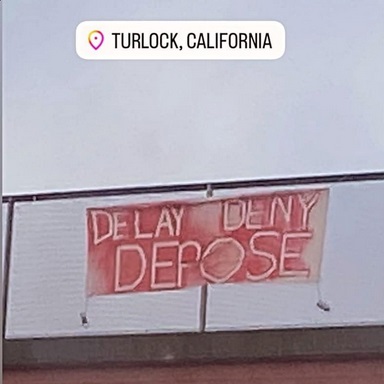 TURLOCK, CALIFORNIA
DELAY DENY
DEPOSE